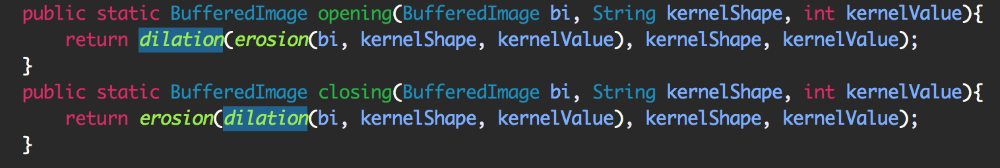 public static BufferedImage opening(BufferedImage bi, String kernelShape, int kernelValue){
    return dilation(erosion(bi, kernelShape, kernelValue), kernelShape, kernelValue);
}
public static BufferedImage closing(BufferedImage bi, String kernelShape, int kernelValue){
    return erosion(dilation(bi, kernelShape, kernelValue), kernelShape, kernelValue);
}